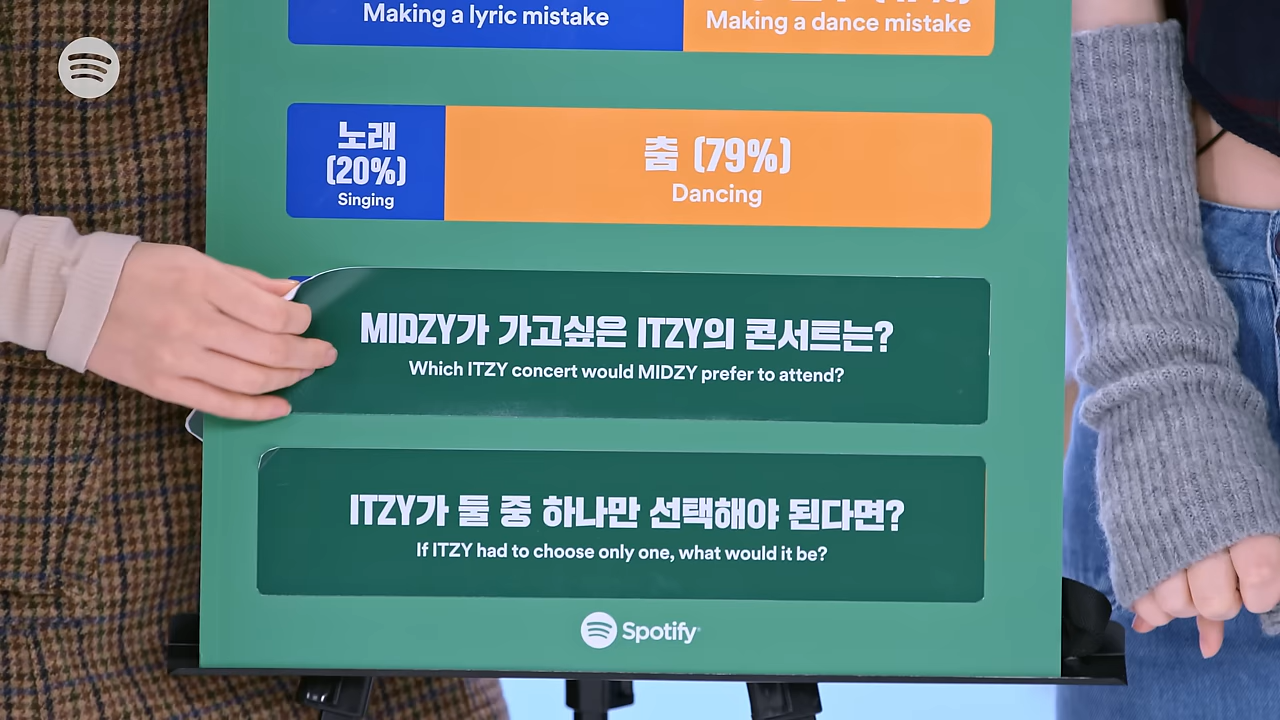 Making a lyric mistake
Making a dance mistake
노래
(20%)
Singing
춤 (79%)
Dancing
MIDZY가 가고싶은 ITZY의 콘서트는?
Which ITZY concert would MIDZY prefer to attend?
ITZY가 둘 중 하나만 선택해야 된다면?
If ITZY had to choose only one, what would it be?
Spotify